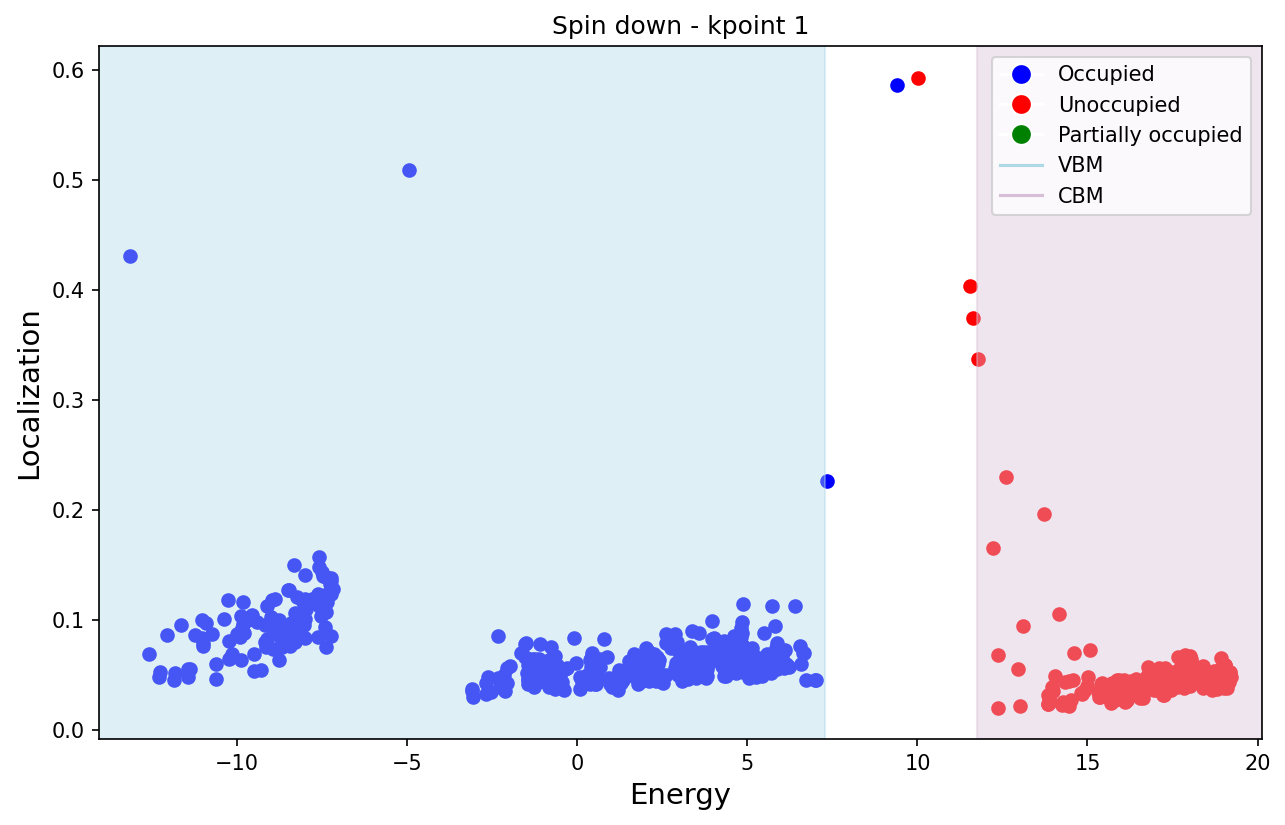 Spin down - kpoint 1
Localization
0.6
0.5
0.4
0.3
0.2
0.1
0.0
Occupied
Unoccupied
Partially occupied
VBM
CBM
−10
−5
0
5
10
15
20
Energy